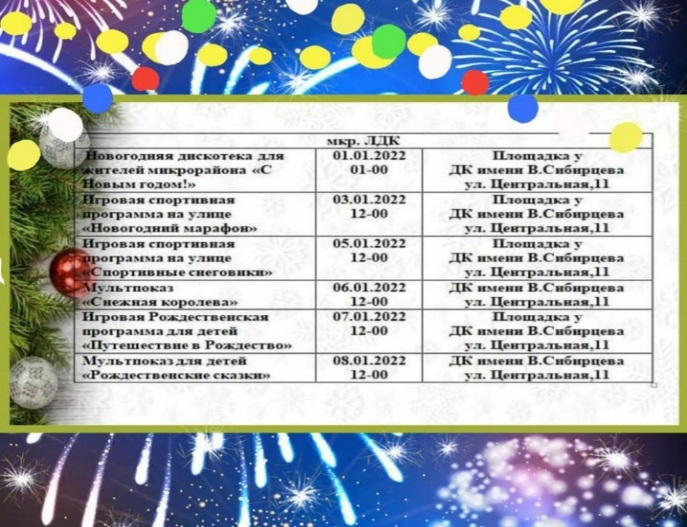 мкр. ЛДК
Новогодняя дискотека для
жителей микрорайона «С
Новым годом!»
01.01.2022
01-00
Площадка у
ДК имени В.Сибирцева
ул. Центральная,11
Игровая спортивная
программа на улице
«Новогодний марафон»
03.01.2022
12-00
Площадка у
ДК имени В.Сибирцева
ул. Центральная,11
Игровая спортивная
программа на улице
«Спортивные снеговики»
05.01.2022
12-00
Площадка у
ДК имени В.Сибирцева
ул. Центральная,11
Мультпоказ
«Снежная королева»
06.01.2022
12-00
ДК имени В.Сибирцева
ул. Центральная,11
Игровая Рождественская
программа для детей
«Путешествие в Рождество»
07.01.2022
12-00
Площадка у
ДК имени В.Сибирцева
ул. Центральная,11
Мультпоказ для детей
«Рождественские сказки»
08.01.2022
12-00
ДК имени В.Сибирцева
ул. Центральная,11